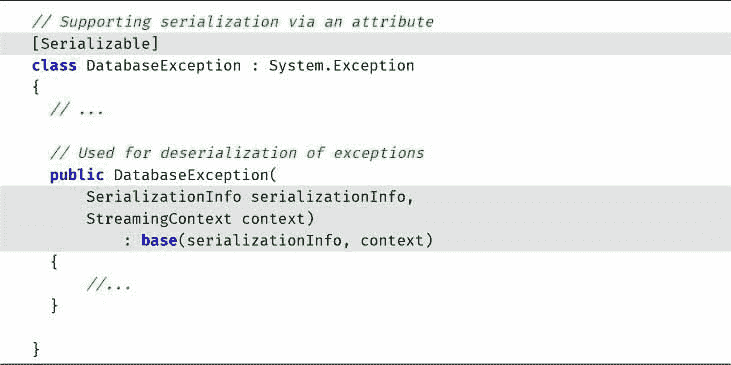 // Supporting serialization via an attribute
[Serializable]
class DatabaseException : System.Exception
{
// ...
// Used for deserialization of exceptions
public DatabaseException(
SerializationInfo serializationInfo,
StreamingContext context)
: base(serializationInfo, context)
{
//...
}
}